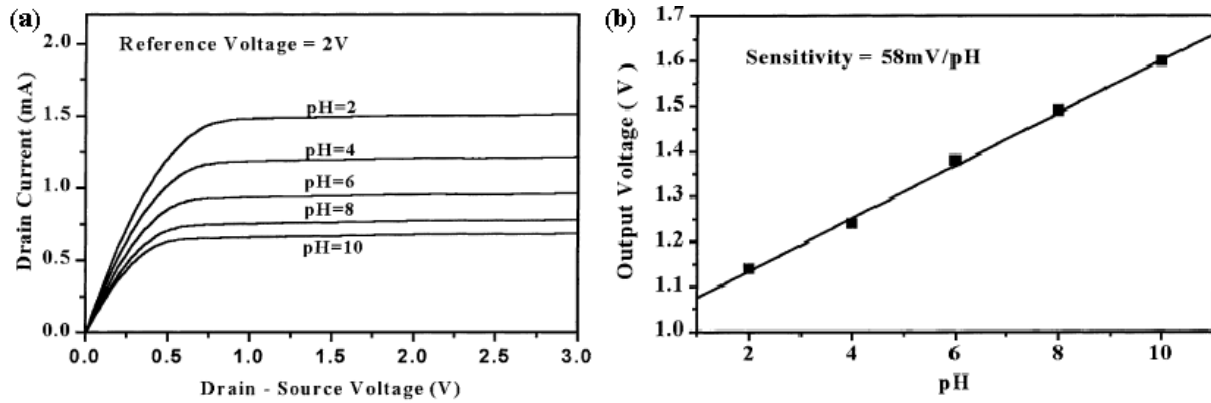 (a)
Reference Voltage = 2V
pH=2
pH=4
pH=6
pH=8
pH=10
2.0
1.5
1.0
0.5
0.0
Drain Current (mA)
0.0 0.5 1.0 1.5 2.0 2.5 3.0
Drain - Source Voltage (V)
(b)
Sensitivity = 58mV/pH
1.7
1.6
1.5
1.4
1.3
1.2
1.1
1.0
Output Voltage ( V )
2 4 6 8 10
pH